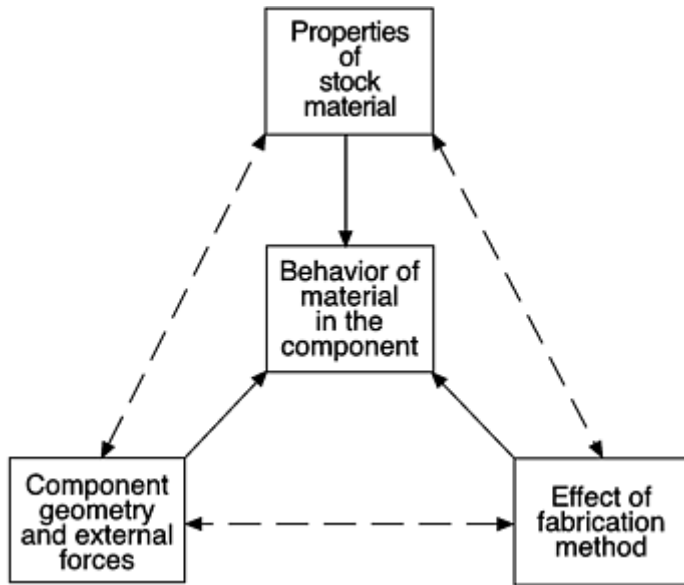 Properties
of
stock
material
Behavior of
material
in the
component
Component
geometry
and external
forces
Effect of
fabrication
method